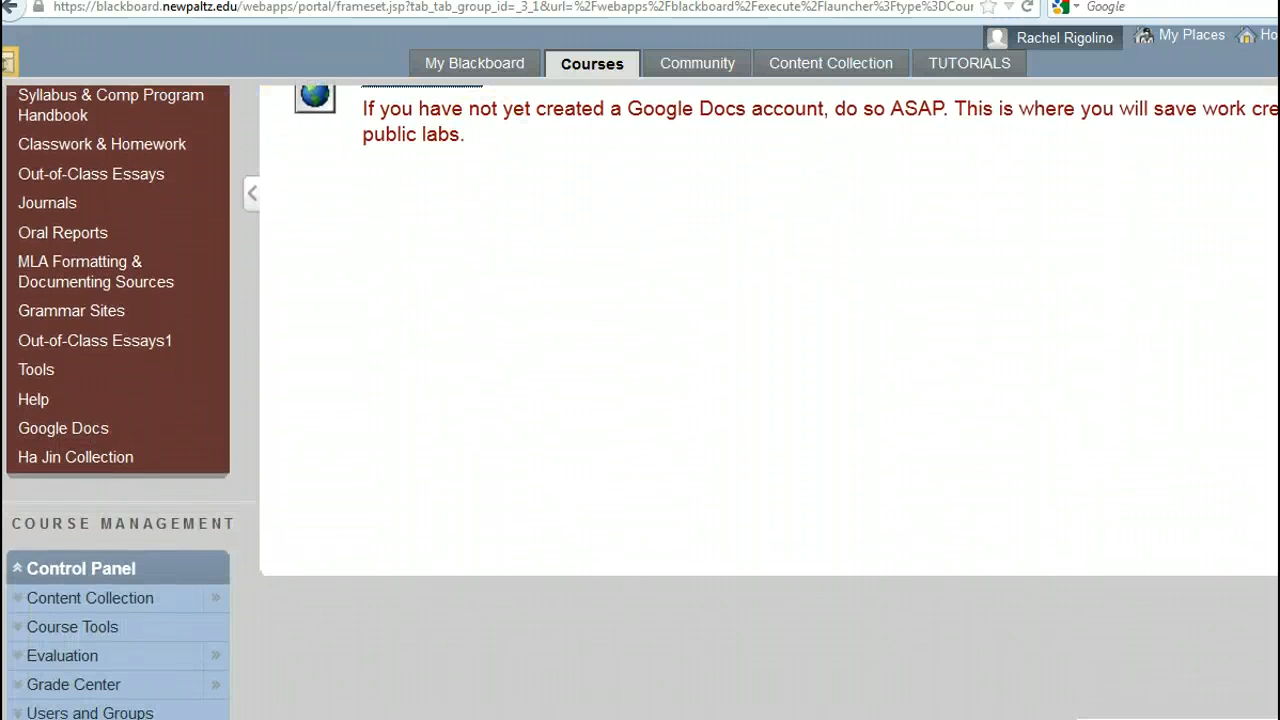 https://blackboard.newpaltz.edu/webapps/portal/frameset.jsp?tab_tab_group_id=_3_1&url=%2Fwebapps%2Fblackboard%2Fexecute%2Flauncher%3Ftype%3DCour
Google
Rachel Rigolino
My Places
Ho
My Blackboard
Courses
Community
Content Collection
TUTORIALS
Syllabus & Comp Program
Handbook
Classwork & Homework
Out-of-Class Essays
Journals
Oral Reports
MLA Formatting &
Documenting Sources
Grammar Sites
Out-of-Class Essays1
Tools
Help
Google Docs
Ha Jin Collection
If you have not yet created a Google Docs account, do so ASAP. This is where you will save work cre
public labs.
COURSE MANAGEMENT
Control Panel
Content Collection
Course Tools
Evaluation
Grade Center
Users and Groups